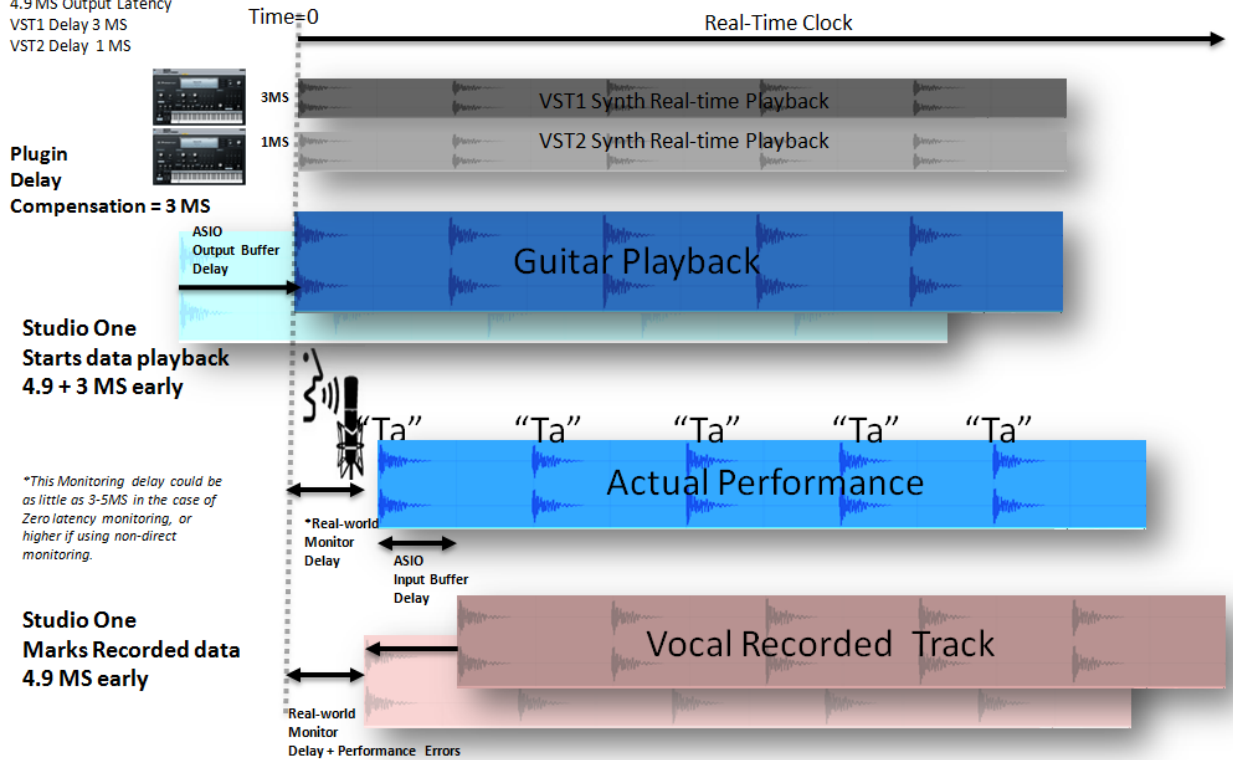 4.9 MS Output Latency
VST1 Delay 3 MS
VST2 Delay 1 MS
Time=0
Real-Time Clock
3MS
VST1 Synth Real-time Playback
1MS
VST2 Synth Real-time Playback
Plugin
Delay
Compensation = 3 MS
ASIO
Output Buffer
Delay
Guitar Playback
Studio One
Starts data playback
4.9 + 3 MS early
“Ta” “Ta” “Ta” “Ta” “Ta”
Actual Performance
*This Monitoring delay could be
as little as 3-5MS in the case of
Zero latency monitoring, or
higher if using non-direct
monitoring.
*Real-world
Monitor
Delay
ASIO
Input Buffer
Delay
Studio One
Marks Recorded data
4.9 MS early
Vocal Recorded Track
Real-world
Monitor
Delay + Performance Errors